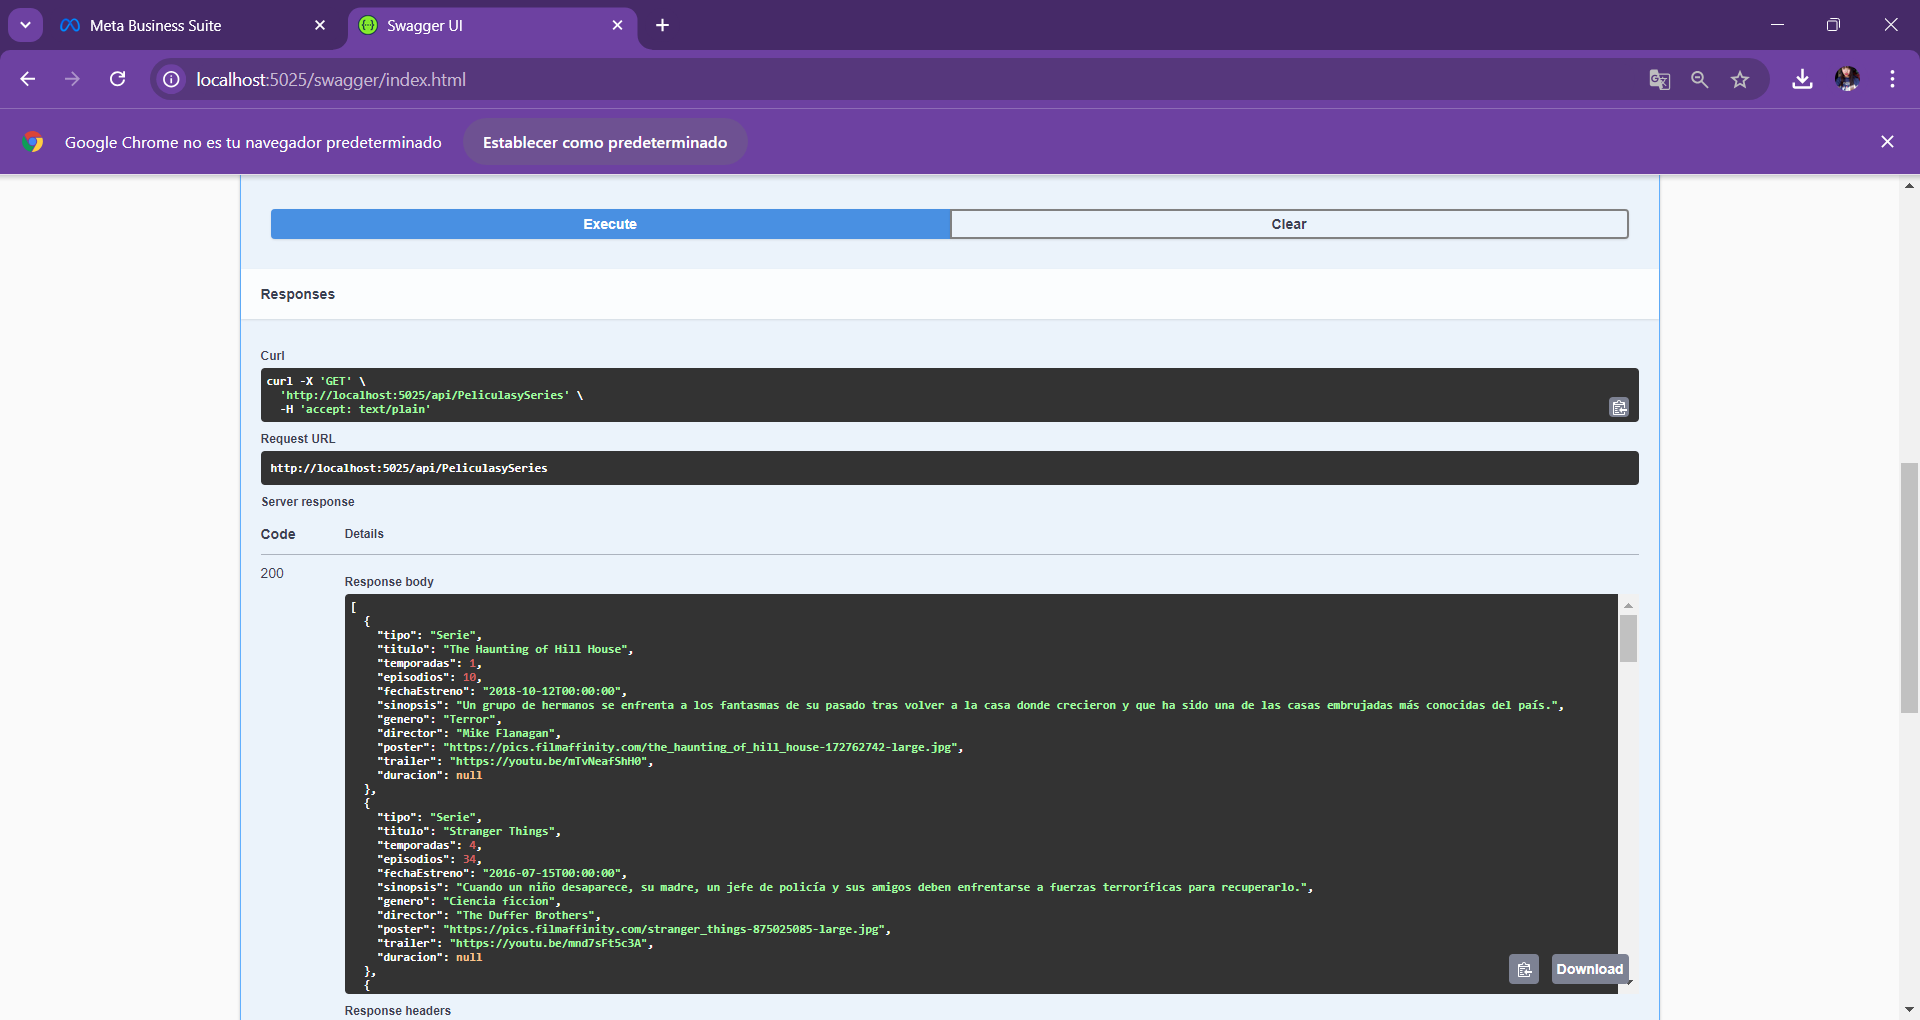 Meta Business Suite
Swagger UI
localhost:5025/swagger/index.html
Google Chrome no es tu navegador predeterminado
Establecer como predeterminado
Execute
Clear
Responses
Curl
curl -X 'GET' \
'http://localhost:5025/api/PeliculasySeries' \
-H 'accept: text/plain'
Request URL
http://localhost:5025/api/PeliculasySeries
Server response
Code
Details
200
Response body
[
{
"tipo": "Serie",
"titulo": "The Haunting of Hill House",
"temporadas": 1,
"episodios": 10,
"fechaEstreno": "2018-10-12T00:00:00",
"sinopsis": "Un grupo de hermanos se enfrenta a los fantasmas de su pasado tras volver a la casa donde crecieron y que ha sido una de las casas embrujadas más conocidas del país.",
"genero": "Terror",
"director": "Mike Flanagan",
"poster": "https://pics.filmaffinity.com/the_haunting_of_hill_house-172762742-large.jpg",
"trailer": "https://youtu.be/mTvNeafShH0",
"duracion": null
},
{
"tipo": "Serie",
"titulo": "Stranger Things",
"temporadas": 4,
"episodios": 34,
"fechaEstreno": "2016-07-15T00:00:00",
"sinopsis": "Cuando un niño desaparece, su madre, un jefe de policía y sus amigos deben enfrentarse a fuerzas terroríficas para recuperarlo.",
"genero": "Ciencia ficcion",
"director": "The Duffer Brothers",
"poster": "https://pics.filmaffinity.com/stranger_things-875025085-large.jpg",
"trailer": "https://youtu.be/mnd7sFt5c3A",
"duracion": null
},
{
Download
Response headers